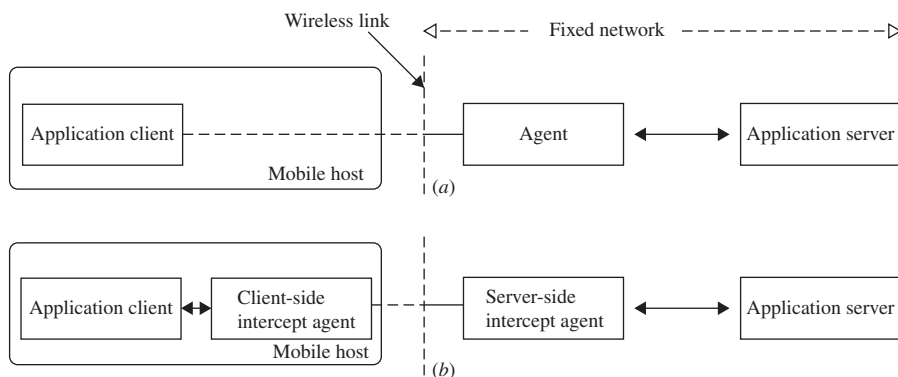 Wireless link
Fixed network
Application client
Agent
Application server
Mobile host
(a)
Application client
Client-side
intercept agent
Server-side
intercept agent
Application server
Mobile host
(b)